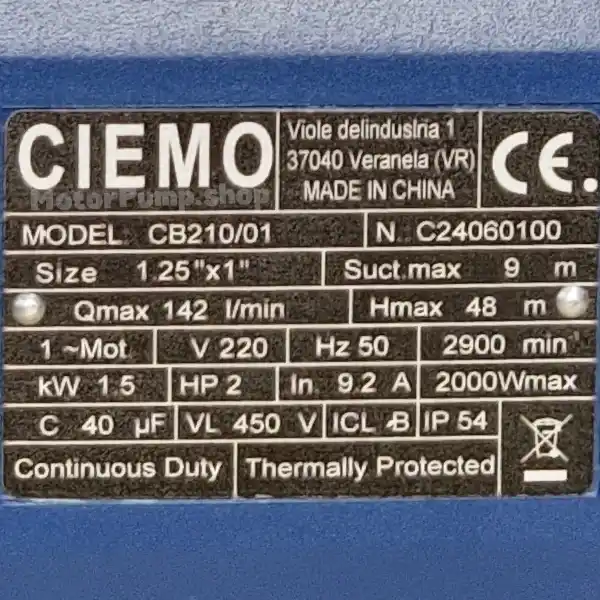 CIEMO
Viole delinduslria 1
37040 Veranela (VR)
MADE IN CHINA
CE.
MotorPump.shop
MODEL. CB210/01
N.. C24060100
Size 1.25"x1"
Suct.max 9 m
Qmax 142 l/min
Hmax 48 m
1 ~Mot.
V 220
Hz 50
2900 min⁻¹
kW 1.5
HP 2
In. 9.2 A
2000Wmax
C 40 µF
VL 450 V
ICL B
IP 54
Continuous Duty
Thermally Protected